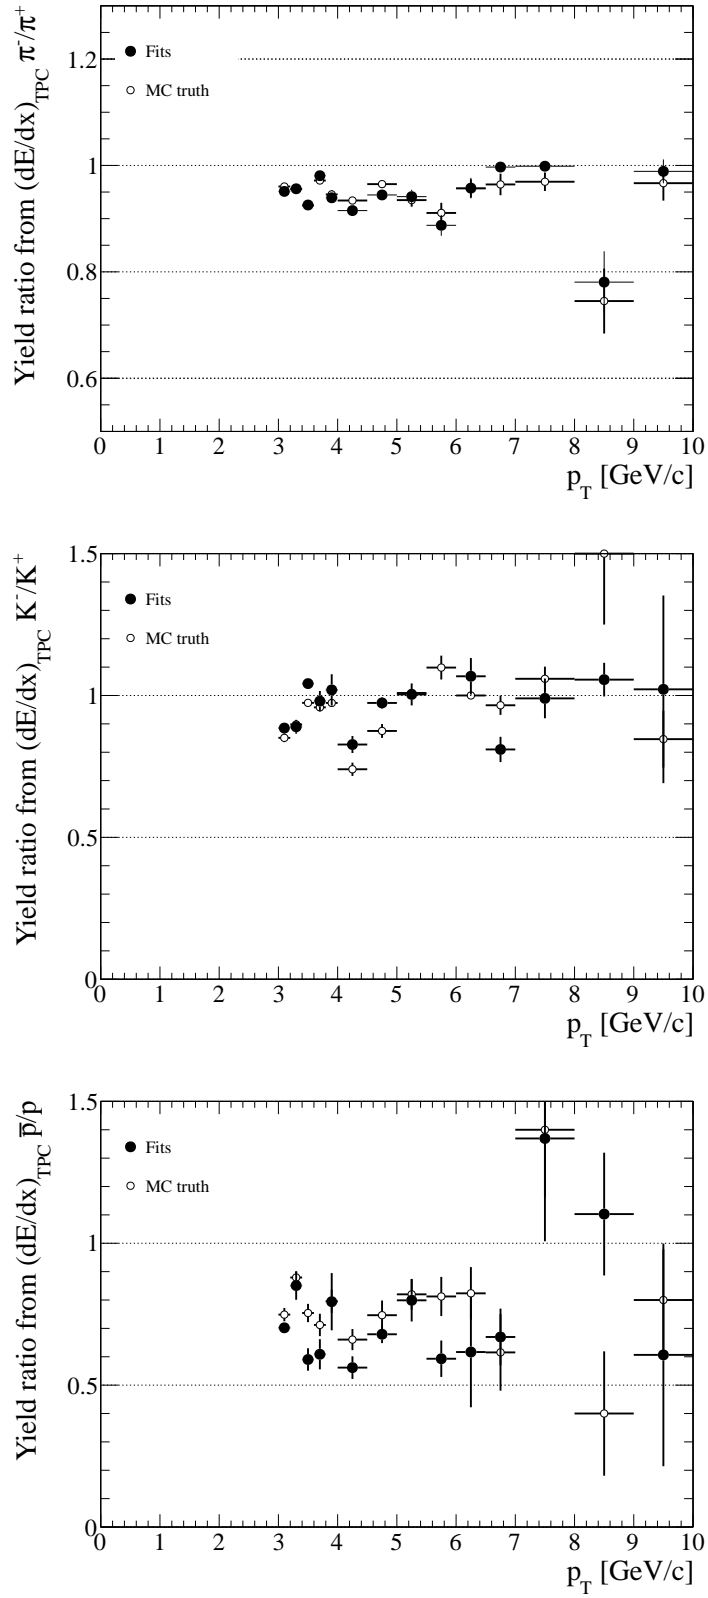 Yield ratio from (dE/dx)TPC π-/π+
1.2
1
0.8
0.6
Fits
MC truth
0 1 2 3 4 5 6 7 8 9 10
pT [GeV/c]
Yield ratio from (dE/dx)TPC K-/K+
1.5
1
0.5
0
Fits
MC truth
0 1 2 3 4 5 6 7 8 9 10
pT [GeV/c]
Yield ratio from (dE/dx)TPC p̅/p
1.5
1
0.5
0
Fits
MC truth
0 1 2 3 4 5 6 7 8 9 10
pT [GeV/c]